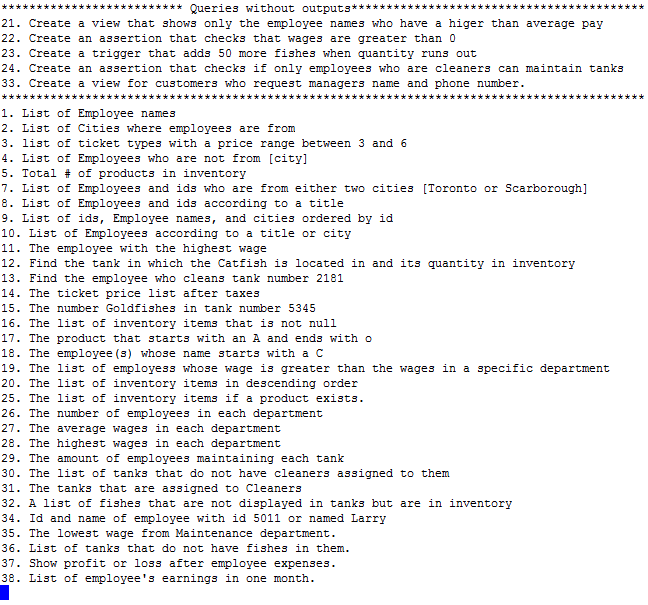 ************************** Queries without outputs******************************************
21. Create a view that shows only the employee names who have a higer than average pay
22. Create an assertion that checks that wages are greater than 0
23. Create a trigger that adds 50 more fishes when quantity runs out
24. Create an assertion that checks if only employees who are cleaners can maintain tanks
33. Create a view for customers who request managers name and phone number.
********************************************************************************************
1. List of Employee names
2. List of Cities where employees are from
3. list of ticket types with a price range between 3 and 6
4. List of Employees who are not from [city]
5. Total # of products in inventory
7. List of Employees and ids who are from either two cities [Toronto or Scarborough]
8. List of Employees and ids according to a title
9. List of ids, Employee names, and cities ordered by id
10. List of Employees according to a title or city
11. The employee with the highest wage
12. Find the tank in which the Catfish is located in and its quantity in inventory
13. Find the employee who cleans tank number 2181
14. The ticket price list after taxes
15. The number Goldfishes in tank number 5345
16. The list of inventory items that is not null
17. The product that starts with an A and ends with o
18. The employee(s) whose name starts with a C
19. The list of employess whose wage is greater than the wages in a specific department
20. The list of inventory items in descending order
25. The list of inventory items if a product exists.
26. The number of employees in each department
27. The average wages in each department
28. The highest wages in each department
29. The amount of employees maintaining each tank
30. The list of tanks that do not have cleaners assigned to them
31. The tanks that are assigned to Cleaners
32. A list of fishes that are not displayed in tanks but are in inventory
34. Id and name of employee with id 5011 or named Larry
35. The lowest wage from Maintenance department.
36. List of tanks that do not have fishes in them.
37. Show profit or loss after employee expenses.
38. List of employee's earnings in one month.